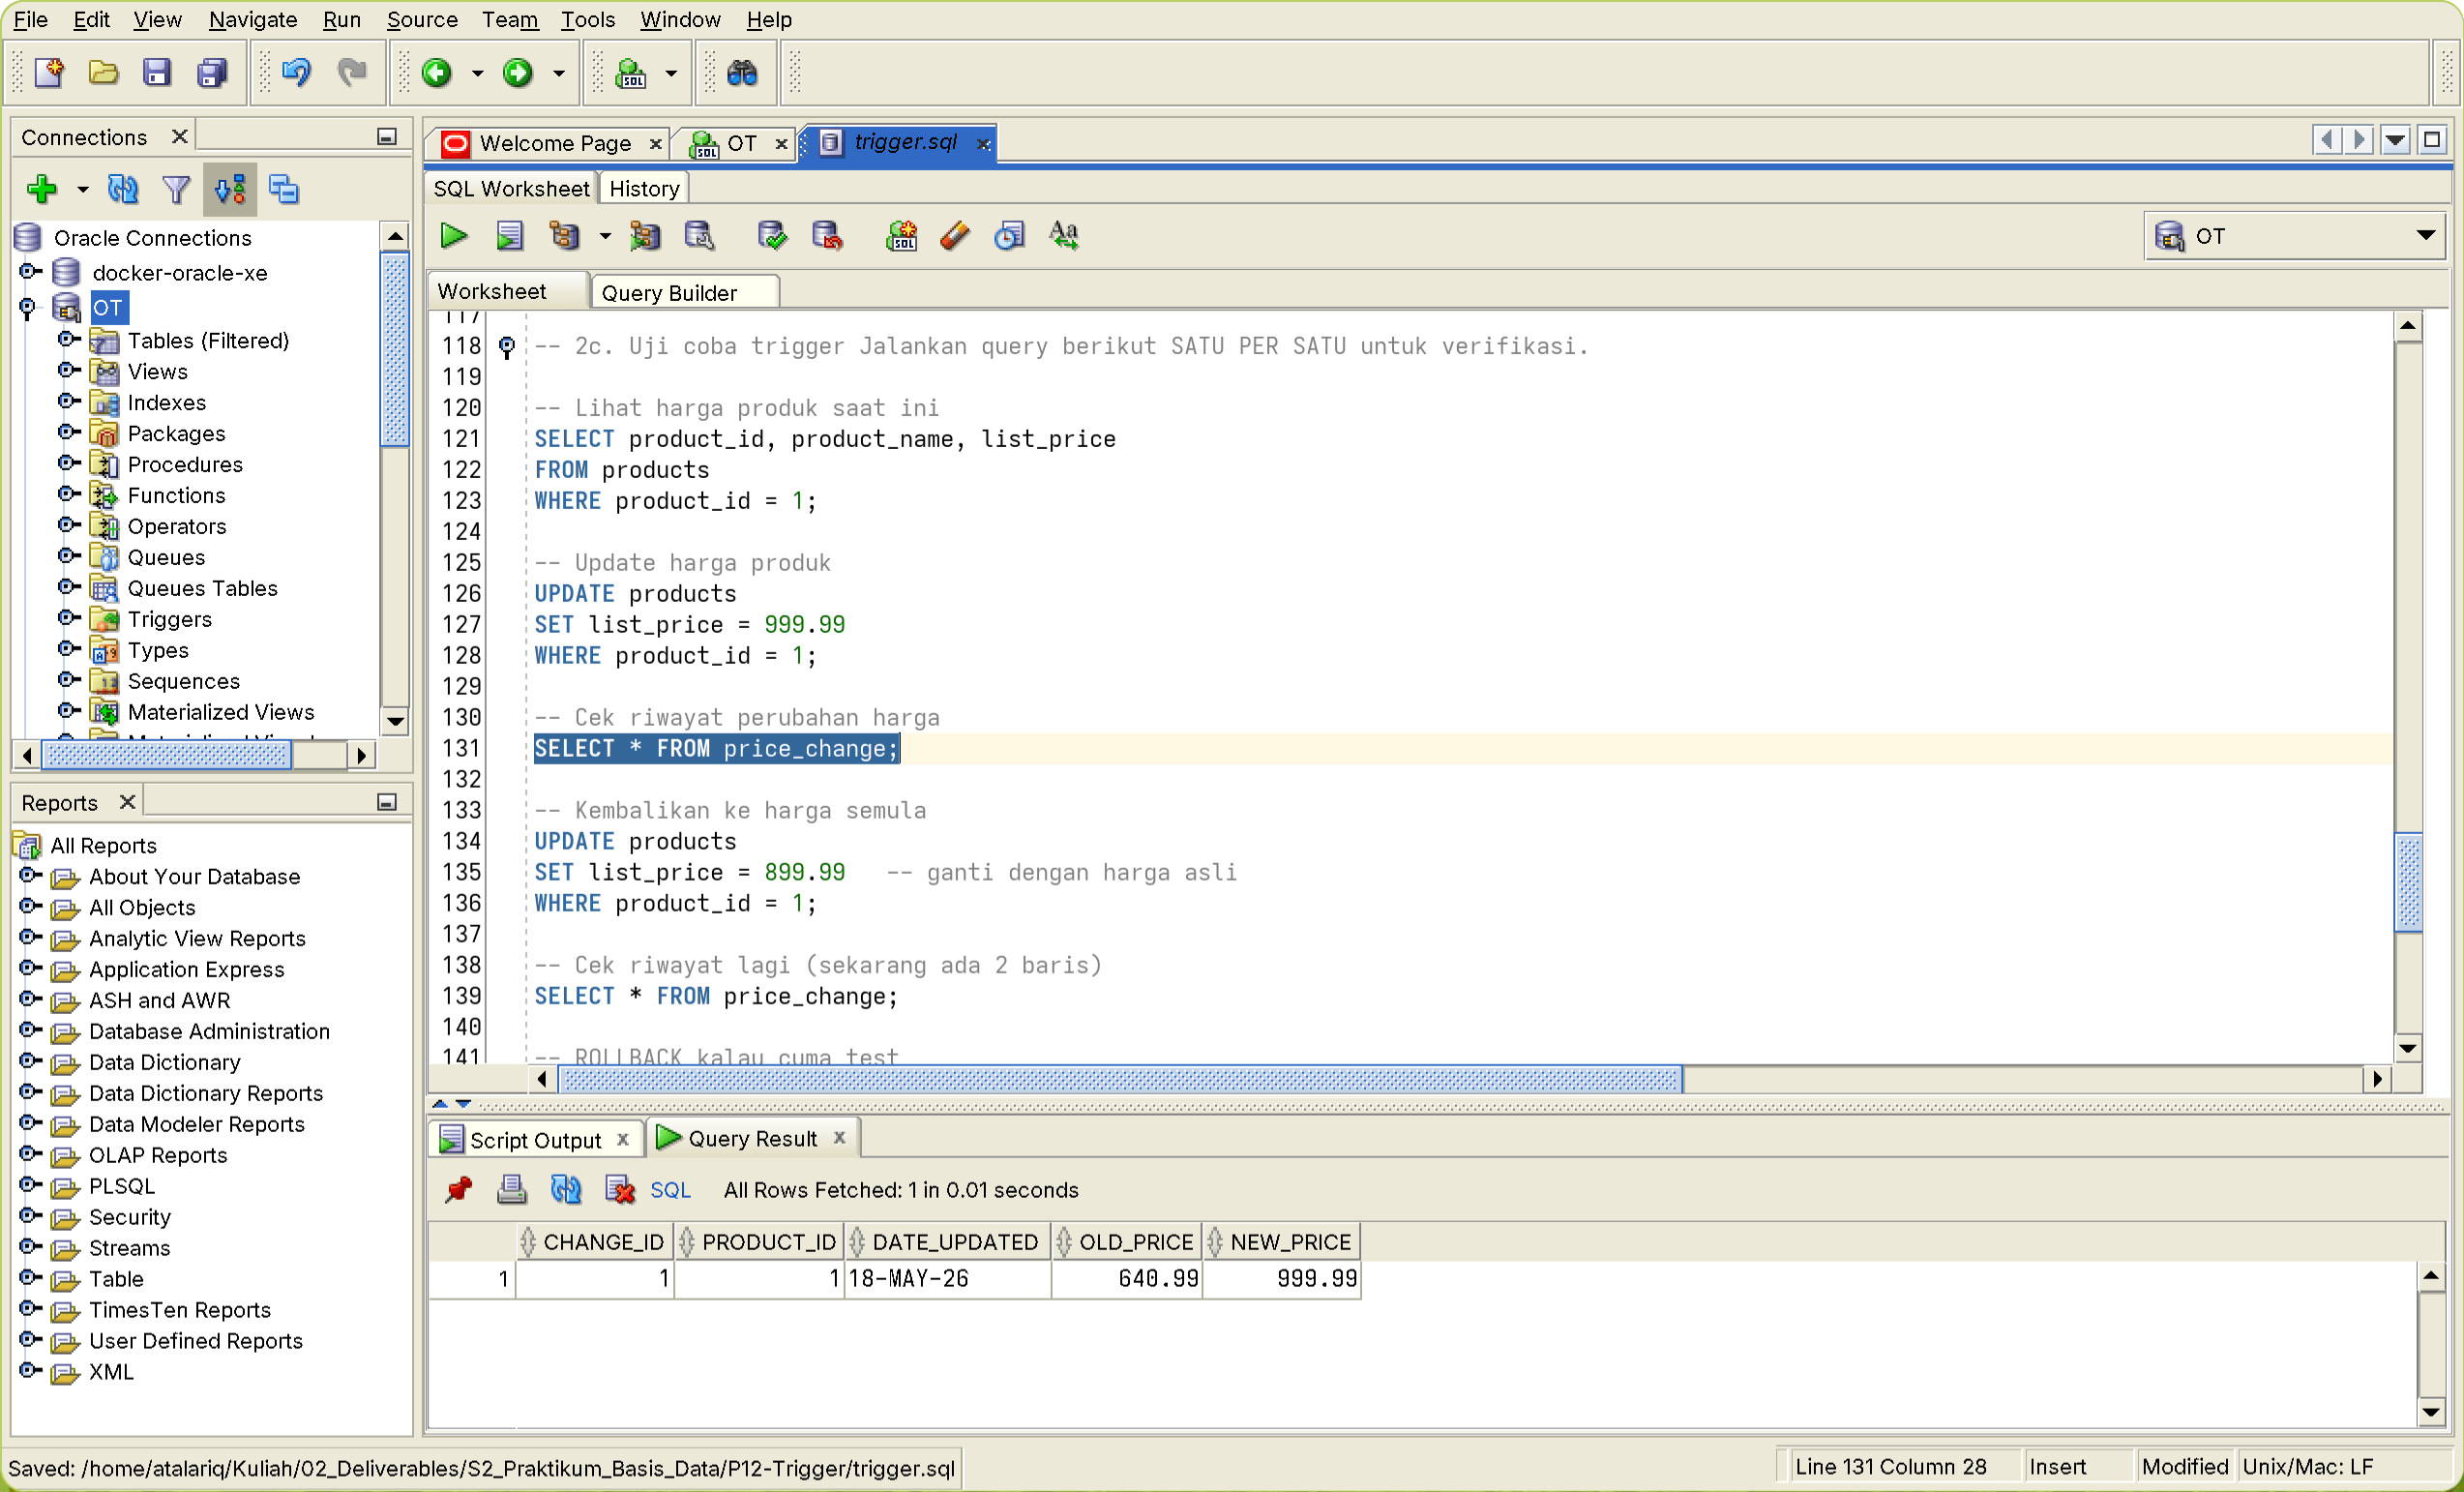 File Edit View Navigate Run Source Team Tools Window Help
Connections
Oracle Connections
docker-oracle-xe
OT
Tables (Filtered)
Views
Indexes
Packages
Procedures
Functions
Operators
Queues
Queues Tables
Triggers
Types
Sequences
Materialized Views
Reports
All Reports
About Your Database
All Objects
Analytic View Reports
Application Express
ASH and AWR
Database Administration
Data Dictionary
Data Dictionary Reports
Data Modeler Reports
OLAP Reports
PLSQL
Security
Streams
Table
TimesTen Reports
User Defined Reports
XML
Welcome Page OT trigger.sql
SQL Worksheet History
OT
Worksheet Query Builder
117
118 -- 2c. Uji coba trigger Jalankan query berikut SATU PER SATU untuk verifikasi.
119
120 -- Lihat harga produk saat ini
121 SELECT product_id, product_name, list_price
122 FROM products
123 WHERE product_id = 1;
124
125 -- Update harga produk
126 UPDATE products
127 SET list_price = 999.99
128 WHERE product_id = 1;
129
130 -- Cek riwayat perubahan harga
131 SELECT * FROM price_change;
132
133 -- Kembalikan ke harga semula
134 UPDATE products
135 SET list_price = 899.99 -- ganti dengan harga asli
136 WHERE product_id = 1;
137
138 -- Cek riwayat lagi (sekarang ada 2 baris)
139 SELECT * FROM price_change;
140
141 -- ROLLBACK kalau cuma test
Script Output Query Result
SQL All Rows Fetched: 1 in 0.01 seconds
CHANGE_ID PRODUCT_ID DATE_UPDATED OLD_PRICE NEW_PRICE
1 1 1 18-MAY-26 640.99 999.99
Saved: /home/atalariq/Kuliah/02_Deliverables/S2_Praktikum_Basis_Data/P12-Trigger/trigger.sql
Line 131 Column 28 Insert Modified Unix/Mac: LF